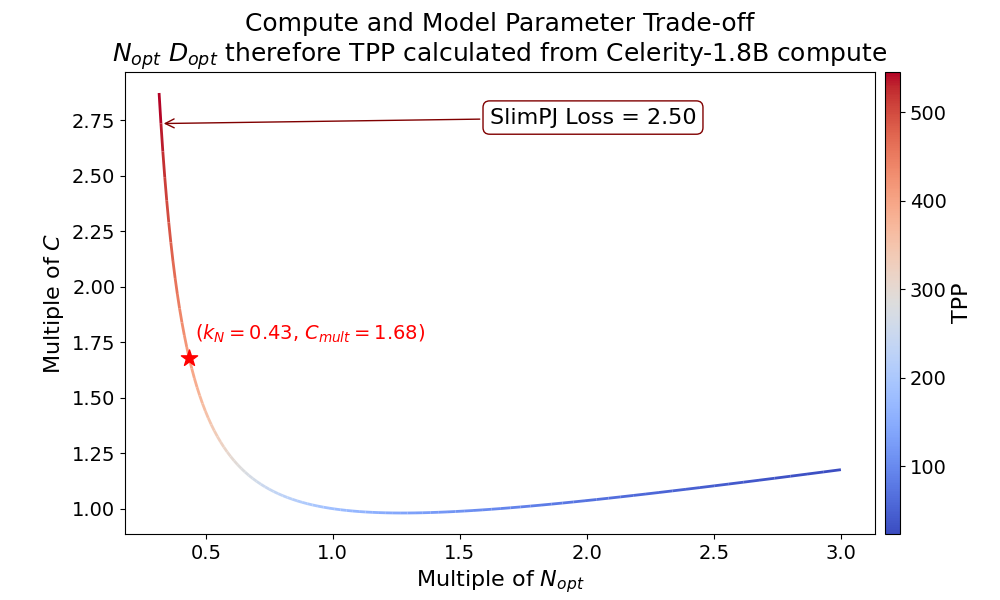 Compute and Model Parameter Trade-off
N_opt D_opt therefore TPP calculated from Celerity-1.8B compute
SlimPJ Loss = 2.50
(k_N = 0.43, C_mult = 1.68)
Multiple of C
2.75
2.50
2.25
2.00
1.75
1.50
1.25
1.00
0.5 1.0 1.5 2.0 2.5 3.0
Multiple of N_opt
500
400
300
200
100
TPP